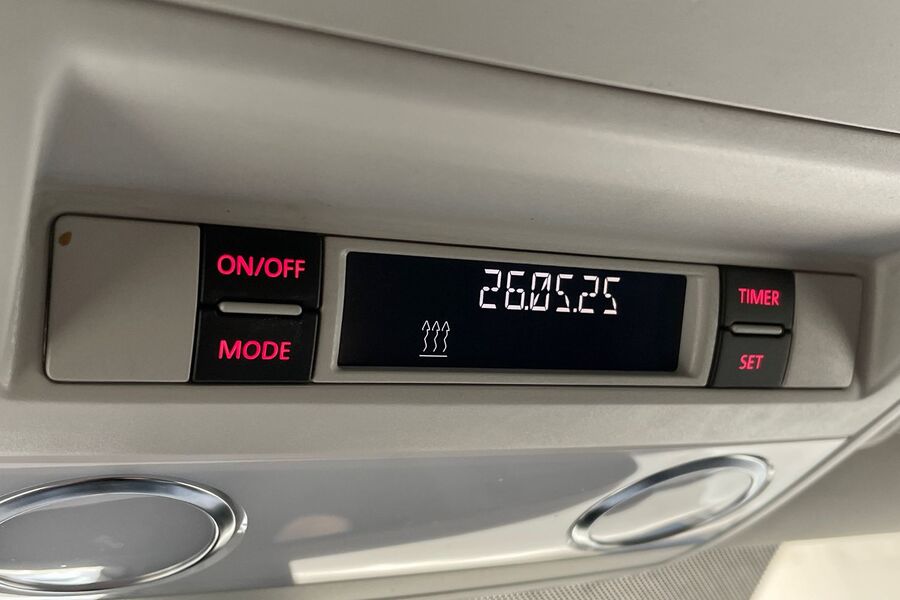 ON/OFF
MODE
26.05.25
TIMER
SET